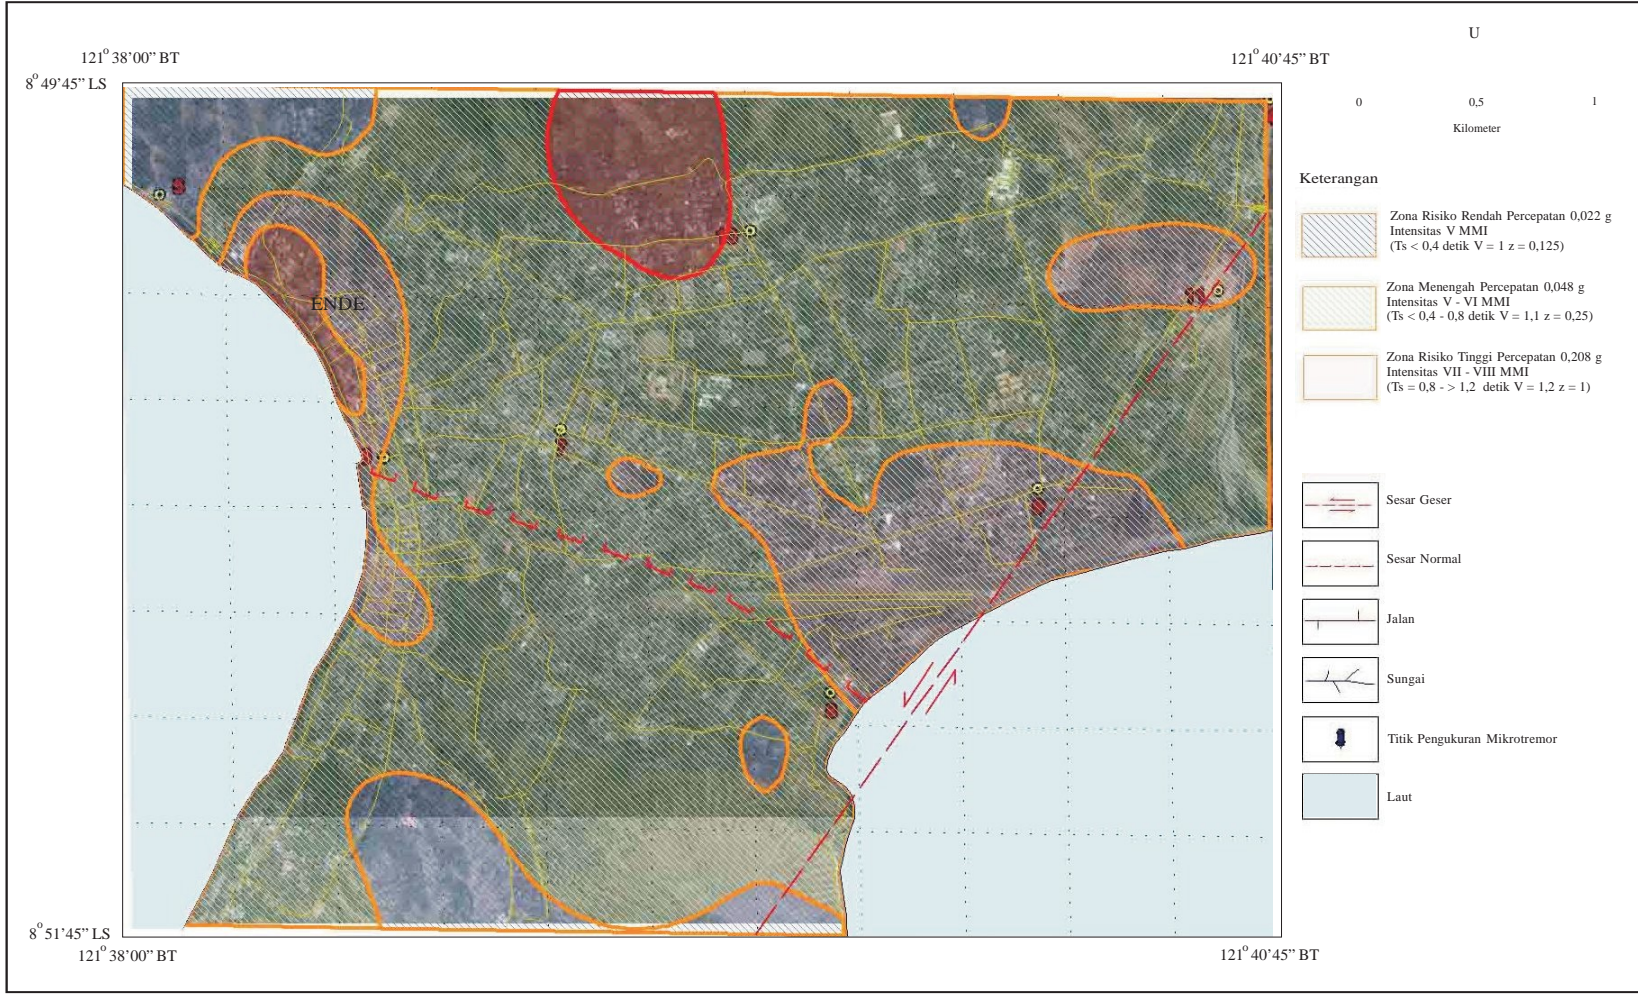 121°38'00” BT
121°40'45” BT
8°49'45” LS
U
0 0,5 1
Kilometer
Keterangan
Zona Risiko Rendah Percepatan 0,022 g
Intensitas V MMI
(Ts < 0,4 detik V = 1 z = 0,125)
Zona Menengah Percepatan 0,048 g
Intensitas V - VI MMI
(Ts < 0,4 - 0,8 detik V = 1,1 z = 0,25)
Zona Risiko Tinggi Percepatan 0,208 g
Intensitas VII - VIII MMI
(Ts = 0,8 - > 1,2 detik V = 1,2 z = 1)
ENDE
Sesar Geser
Sesar Normal
Jalan
Sungai
Titik Pengukuran Mikrotremor
Laut
8°51'45” LS
121°38'00” BT
121°40'45” BT